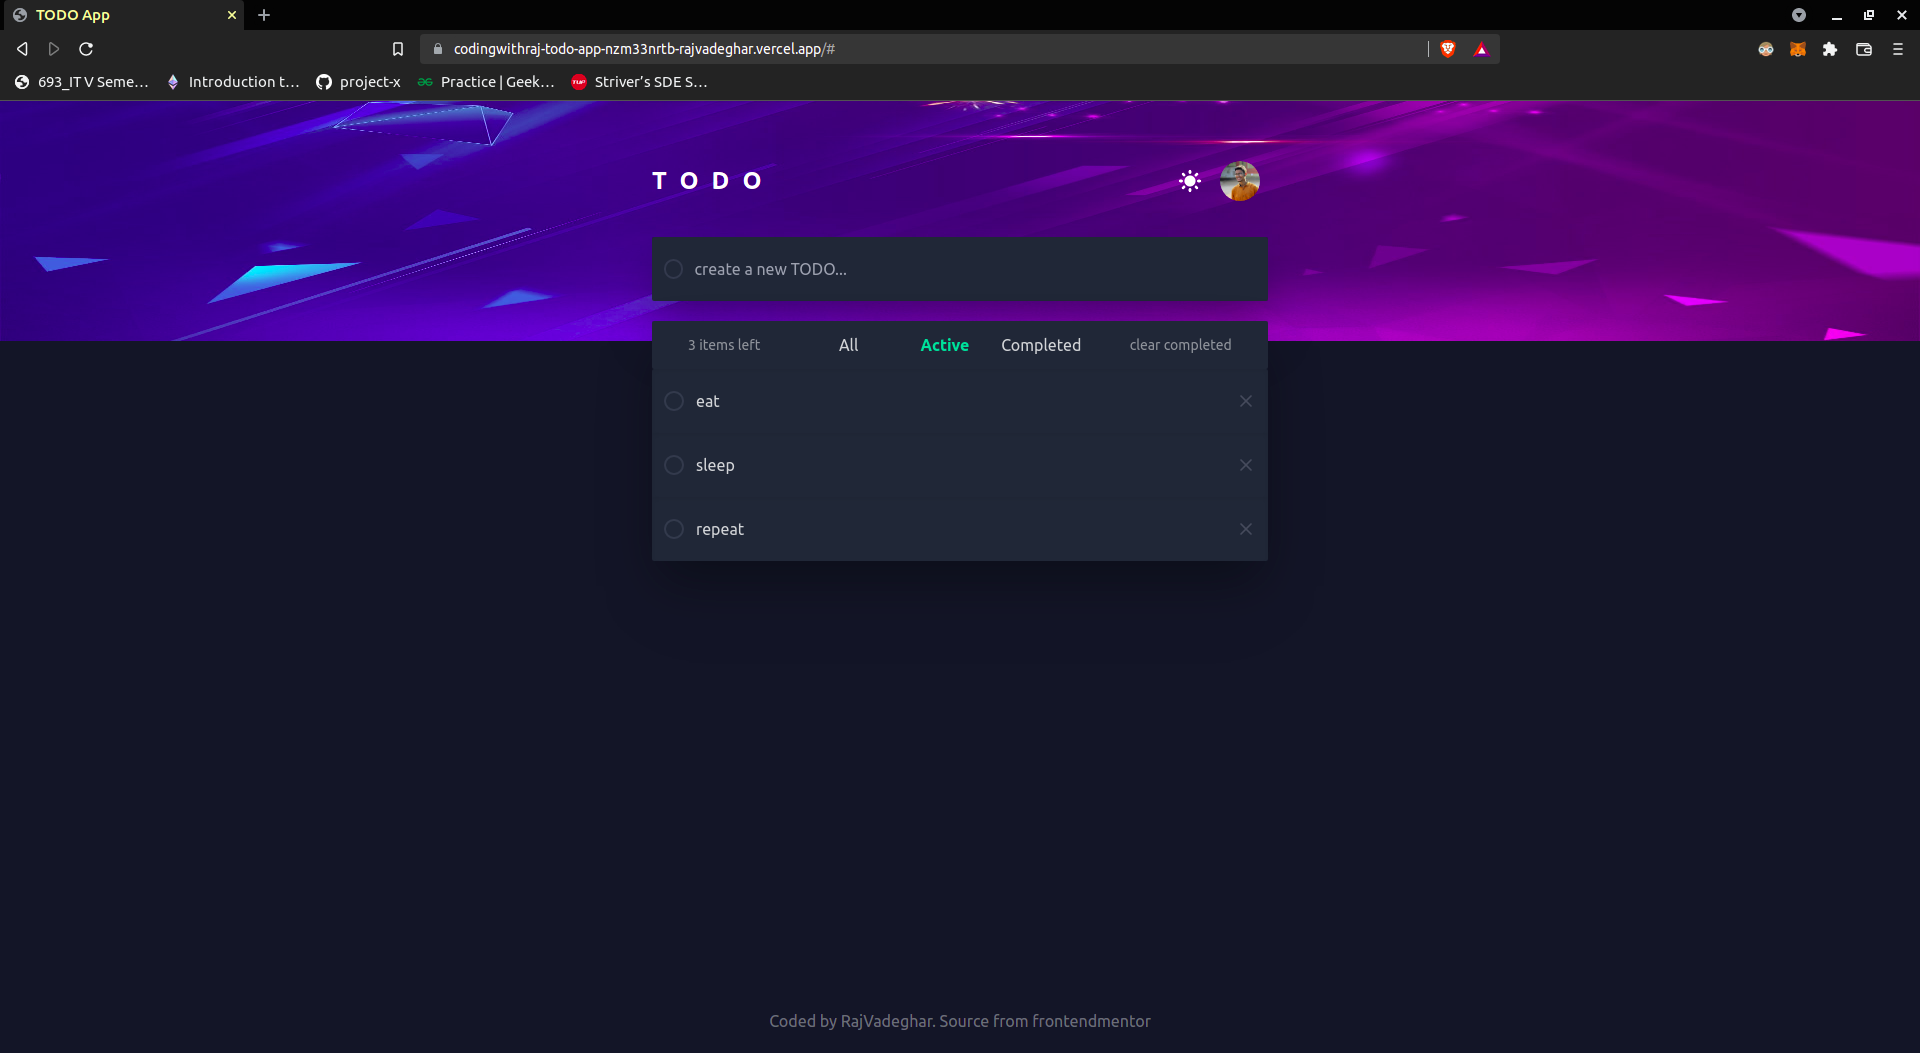 TODO App
codingwithraj-todo-app-nzm33nrtb-rajvadeghar.vercel.app/#
693_IT V Seme... Introduction t... project-x Practice | Geek... Striver's SDE S...
TODO
create a new TODO...
3 items left All Active Completed clear completed
eat
sleep
repeat
Coded by RajVadeghar. Source from frontendmentor